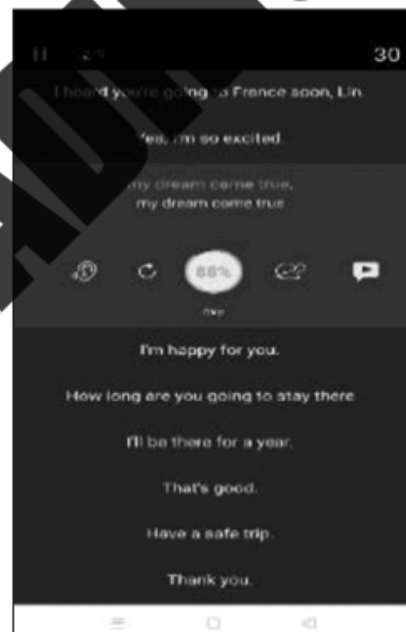 30
I heard you're going to France soon, Lin.
Yes, I'm so excited.
my dream come true,
my dream come true
88%
I'm happy for you.
How long are you going to stay there
I'll be there for a year.
That's good.
Have a safe trip.
Thank you.